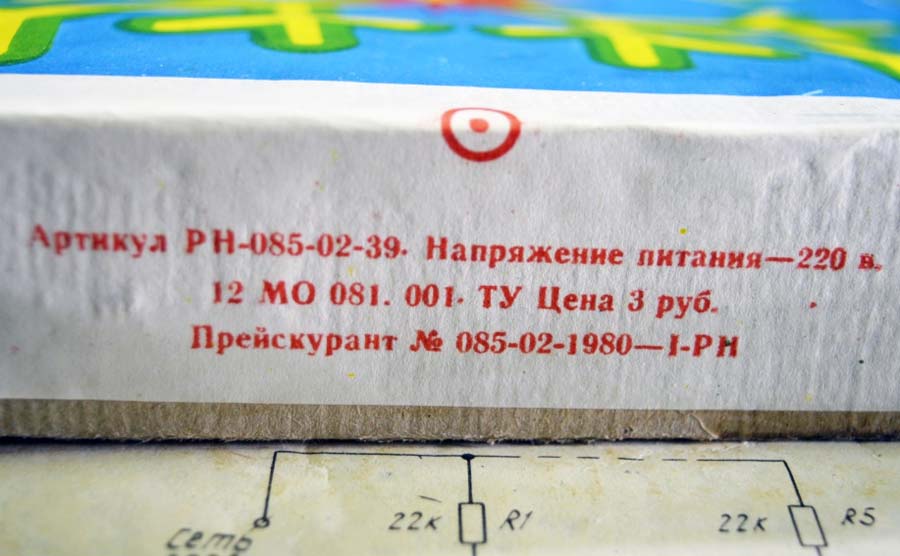 Артикул РН-085-02-39. Напряжение питания—220 в.
12 МО 081. 001. ТУ Цена 3 руб.
Прейскурант № 085-02-1980—I-РН
22к R1 22к R5
Сеть